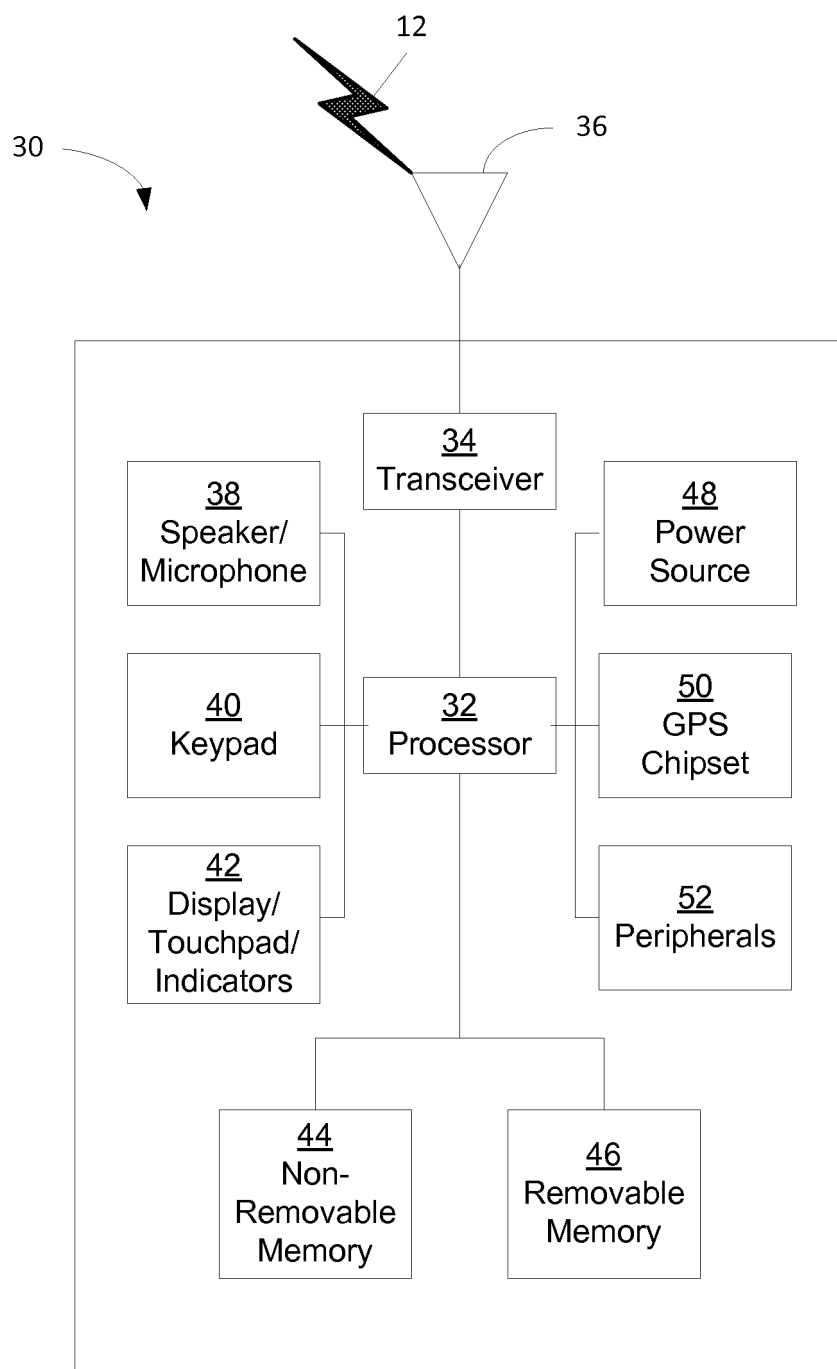 12
36
30
34
Transceiver
38
Speaker/
Microphone
48
Power
Source
40
Keypad
32
Processor
50
GPS
Chipset
42
Display/
Touchpad/
Indicators
52
Peripherals
44
Non-
Removable
Memory
46
Removable
Memory